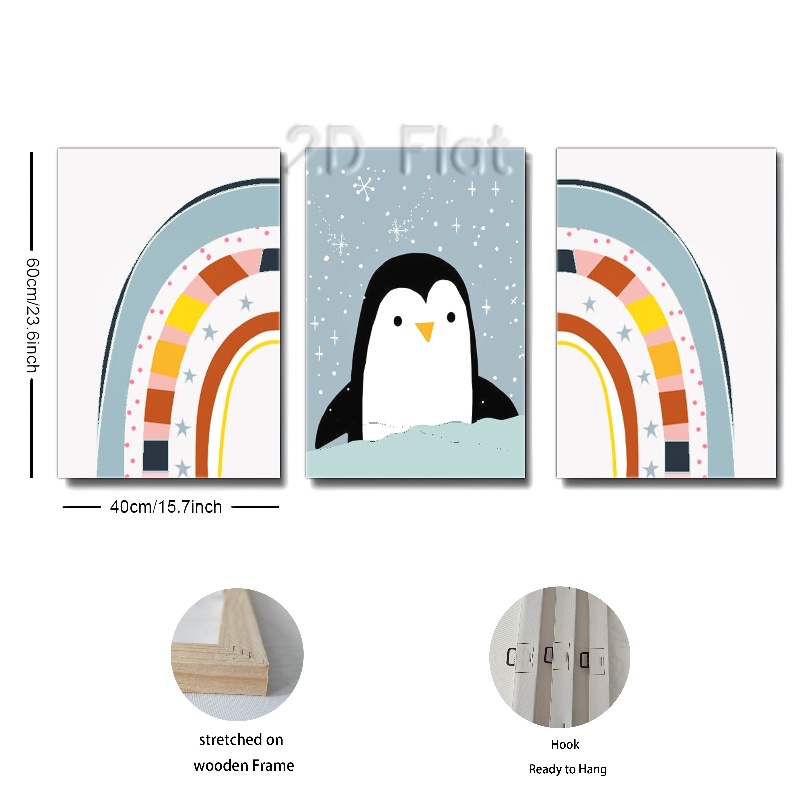 2D Flat
60cm/23.6inch
40cm/15.7inch
stretched on
wooden Frame
Hook
Ready to Hang